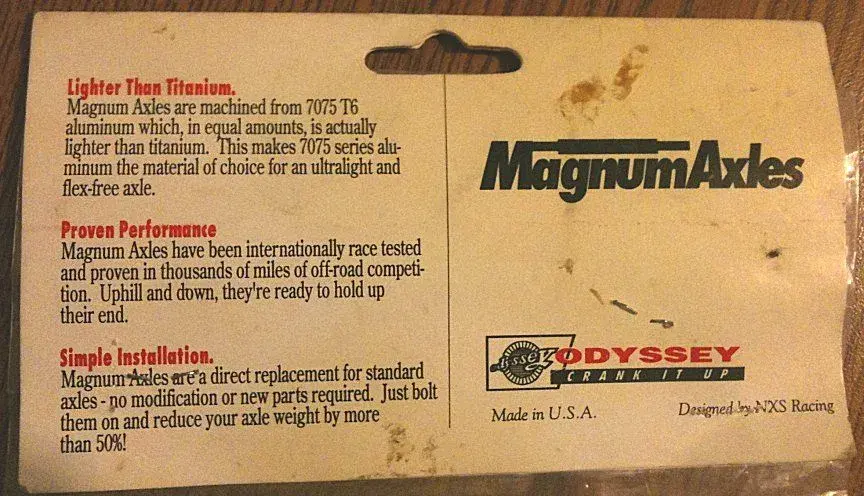 Lighter Than Titanium.
Magnum Axles are machined from 7075 T6
aluminum which, in equal amounts, is actually
lighter than titanium. This makes 7075 series alu-
minum the material of choice for an ultralight and
flex-free axle.
Proven Performance
Magnum Axles have been internationally race tested
and proven in thousands of miles of off-road competi-
tion. Uphill and down, they're ready to hold up
their end.
Simple Installation.
Magnum Axles are a direct replacement for standard
axles - no modification or new parts required. Just bolt
them on and reduce your axle weight by more
than 50%!
MagnumAxles
odyssey
ODYSSEY
CRANK IT UP
Made in U.S.A.
Designed by NXS Racing